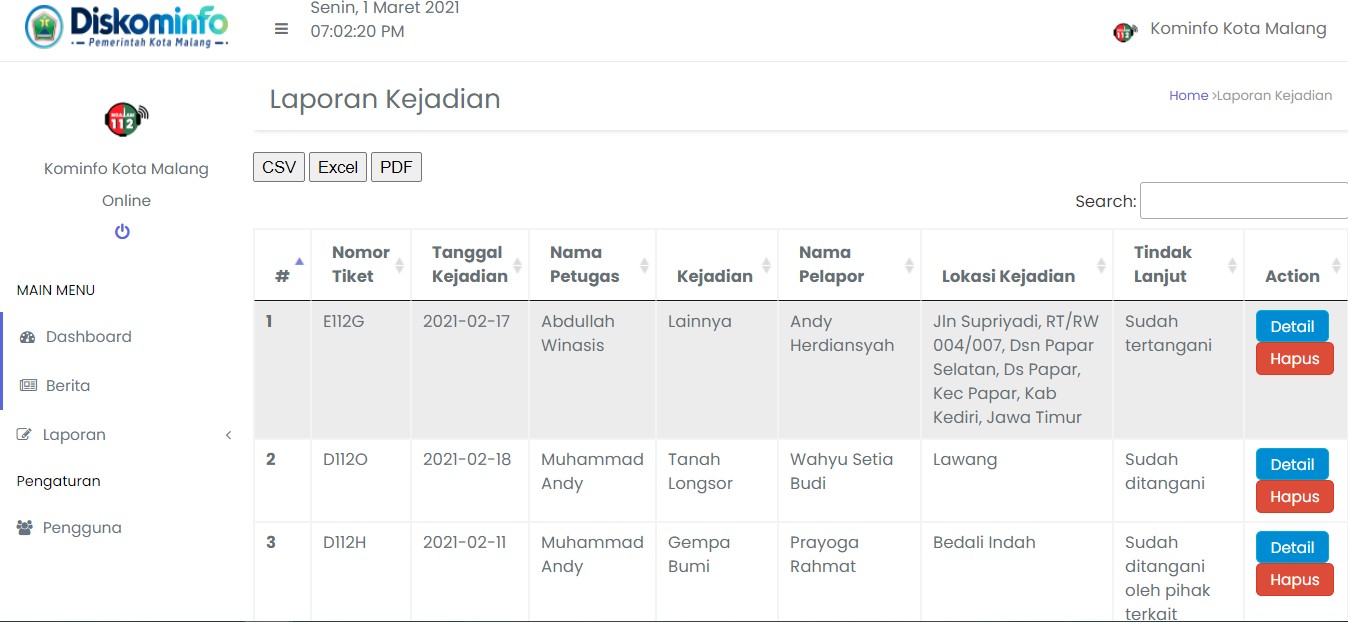 Diskominfo
Pemerintah Kota Malang
Senin, 1 Maret 2021
07:02:20 PM
Kominfo Kota Malang
112
Kominfo Kota Malang
Online
MAIN MENU
Dashboard
Berita
Laporan
Pengaturan
Pengguna
Laporan Kejadian
Home >Laporan Kejadian
CSV Excel PDF
Search:
# Nomor Tiket Tanggal Kejadian Nama Petugas Kejadian Nama Pelapor Lokasi Kejadian Tindak Lanjut Action
1 E112G 2021-02-17 Abdullah Winasis Lainnya Andy Herdiansyah Jln Supriyadi, RT/RW 004/007, Dsn Papar Selatan, Ds Papar, Kec Papar, Kab Kediri, Jawa Timur Sudah tertangani Detail Hapus
2 D112O 2021-02-18 Muhammad Andy Tanah Longsor Wahyu Setia Budi Lawang Sudah ditangani Detail Hapus
3 D112H 2021-02-11 Muhammad Andy Gempa Bumi Prayoga Rahmat Bedali Indah Sudah ditangani oleh pihak terkait Detail Hapus